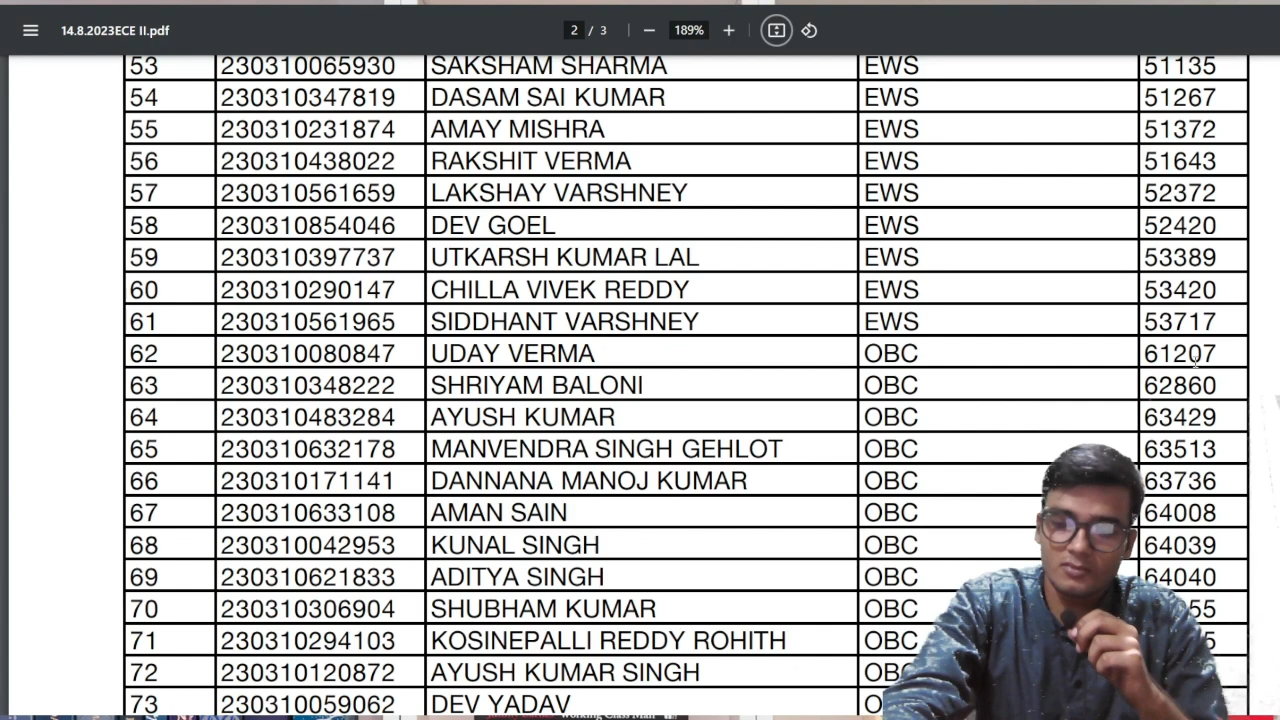 14.8.2023ECE II.pdf 2 / 3 189%
53 230310065930 SAKSHAM SHARMA EWS 51135
54 230310347819 DASAM SAI KUMAR EWS 51267
55 230310231874 AMAY MISHRA EWS 51372
56 230310438022 RAKSHIT VERMA EWS 51643
57 230310561659 LAKSHAY VARSHNEY EWS 52372
58 230310854046 DEV GOEL EWS 52420
59 230310397737 UTKARSH KUMAR LAL EWS 53389
60 230310290147 CHILLA VIVEK REDDY EWS 53420
61 230310561965 SIDDHANT VARSHNEY EWS 53717
62 230310080847 UDAY VERMA OBC 61207
63 230310348222 SHRIYAM BALONI OBC 62860
64 230310483284 AYUSH KUMAR OBC 63429
65 230310632178 MANVENDRA SINGH GEHLOT OBC 63513
66 230310171141 DANNANA MANOJ KUMAR OBC 63736
67 230310633108 AMAN SAIN OBC 64008
68 230310042953 KUNAL SINGH OBC 64039
69 230310621833 ADITYA SINGH OBC 64040
70 230310306904 SHUBHAM KUMAR OBC 55
71 230310294103 KOSINEPALLI REDDY ROHITH OBC
72 230310120872 AYUSH KUMAR SINGH
73 230310059062 DEV YADAV
Working Class Man